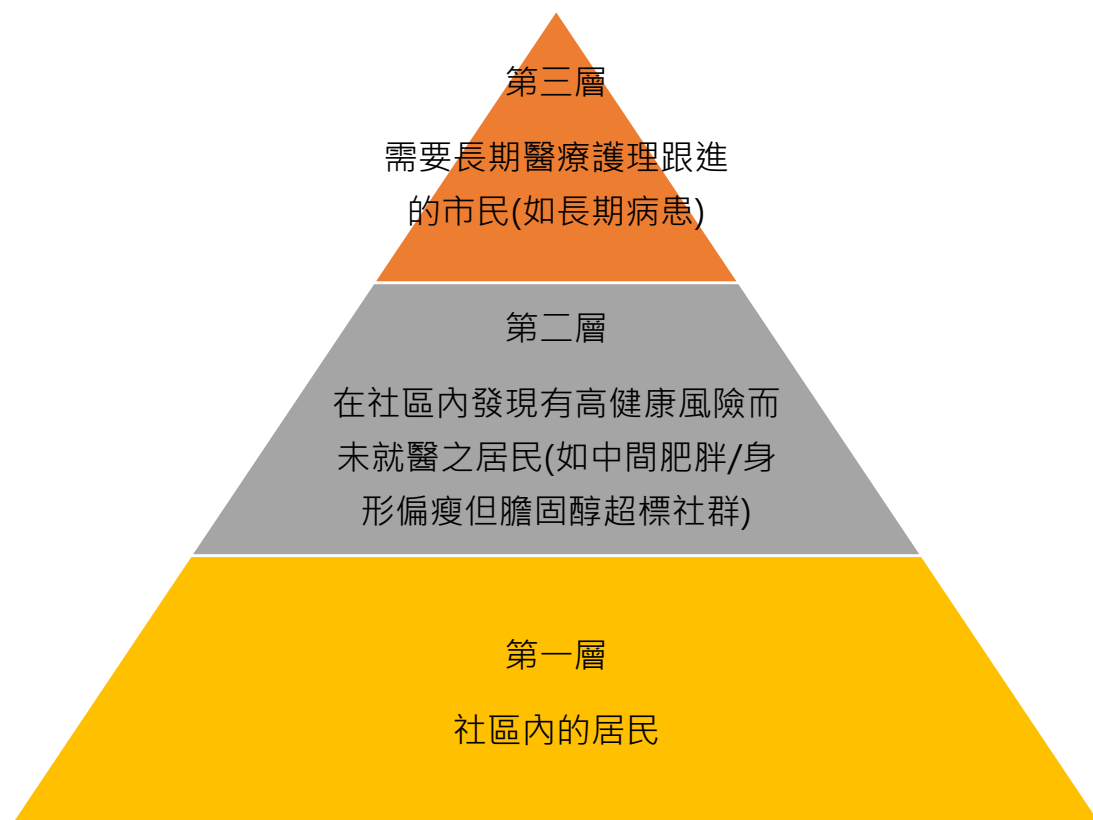 第三層
需要長期醫療護理跟進
的市民(如長期病患)
第二層
在社區內發現有高健康風險而
未就醫之居民(如中間肥胖/身
形偏瘦但膽固醇超標社群)
第一層
社區內的居民